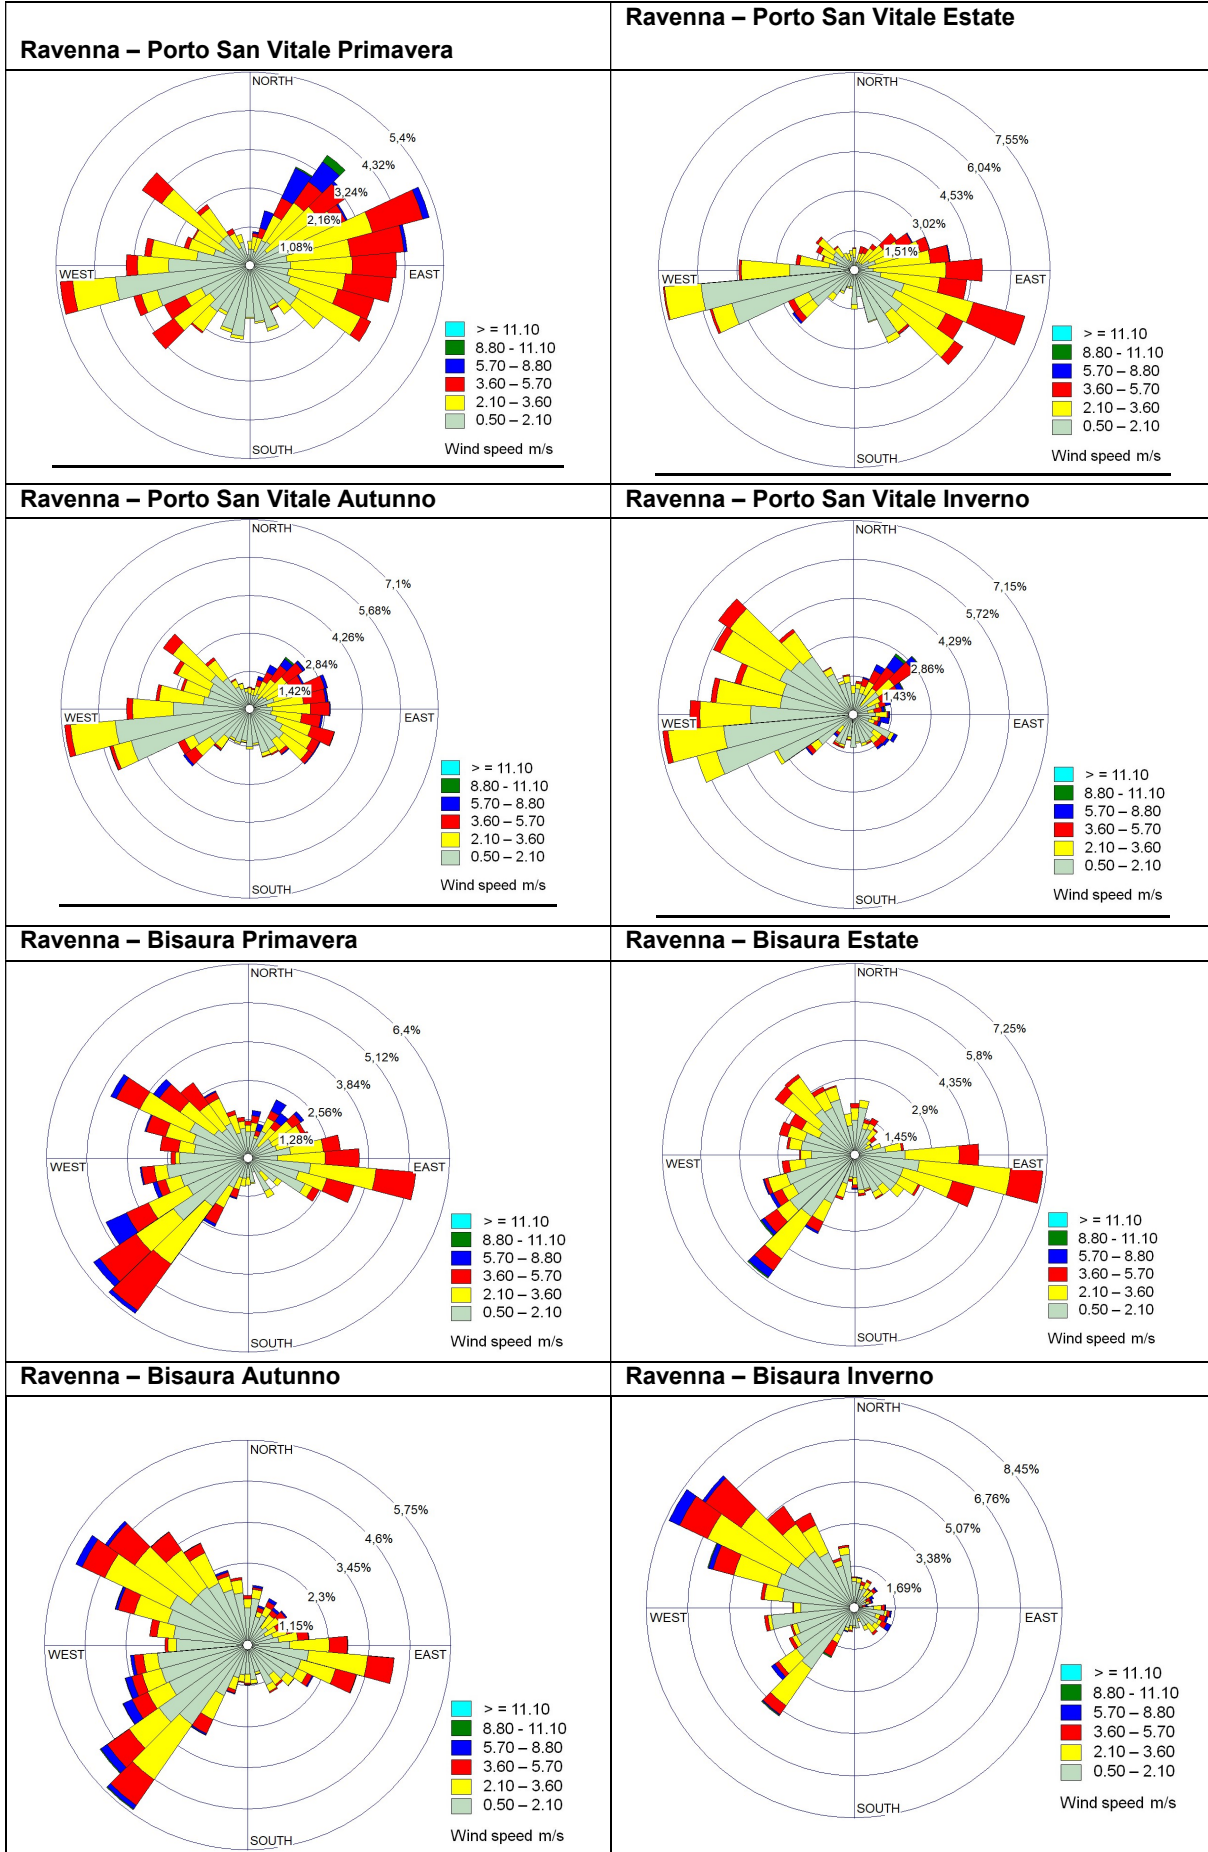 Ravenna – Porto San Vitale Primavera
Ravenna – Porto San Vitale Estate
NORTH
5,4%
4,32%
3,24%
2,16%
1,08%
WEST
EAST
SOUTH
> = 11.10
8.80 - 11.10
5.70 – 8.80
3.60 – 5.70
2.10 – 3.60
0.50 – 2.10
Wind speed m/s
NORTH
7,55%
6,04%
4,53%
3,02%
1,51%
WEST
EAST
SOUTH
> = 11.10
8.80 - 11.10
5.70 – 8.80
3.60 – 5.70
2.10 – 3.60
0.50 – 2.10
Wind speed m/s
Ravenna – Porto San Vitale Autunno
Ravenna – Porto San Vitale Inverno
NORTH
7,1%
5,68%
4,26%
2,84%
1,42%
WEST
EAST
SOUTH
> = 11.10
8.80 - 11.10
5.70 – 8.80
3.60 – 5.70
2.10 – 3.60
0.50 – 2.10
Wind speed m/s
NORTH
7,15%
5,72%
4,29%
2,86%
1,43%
WEST
EAST
SOUTH
> = 11.10
8.80 - 11.10
5.70 – 8.80
3.60 – 5.70
2.10 – 3.60
0.50 – 2.10
Wind speed m/s
Ravenna – Bisaura Primavera
Ravenna – Bisaura Estate
NORTH
6,4%
5,12%
3,84%
2,56%
1,28%
WEST
EAST
SOUTH
> = 11.10
8.80 - 11.10
5.70 – 8.80
3.60 – 5.70
2.10 – 3.60
0.50 – 2.10
Wind speed m/s
NORTH
7,25%
5,8%
4,35%
2,9%
1,45%
WEST
EAST
SOUTH
> = 11.10
8.80 - 11.10
5.70 – 8.80
3.60 – 5.70
2.10 – 3.60
0.50 – 2.10
Wind speed m/s
Ravenna – Bisaura Autunno
Ravenna – Bisaura Inverno
NORTH
5,75%
4,6%
3,45%
2,3%
1,15%
WEST
EAST
SOUTH
> = 11.10
8.80 - 11.10
5.70 – 8.80
3.60 – 5.70
2.10 – 3.60
0.50 – 2.10
Wind speed m/s
NORTH
8,45%
6,76%
5,07%
3,38%
1,69%
WEST
EAST
SOUTH
> = 11.10
8.80 - 11.10
5.70 – 8.80
3.60 – 5.70
2.10 – 3.60
0.50 – 2.10
Wind speed m/s